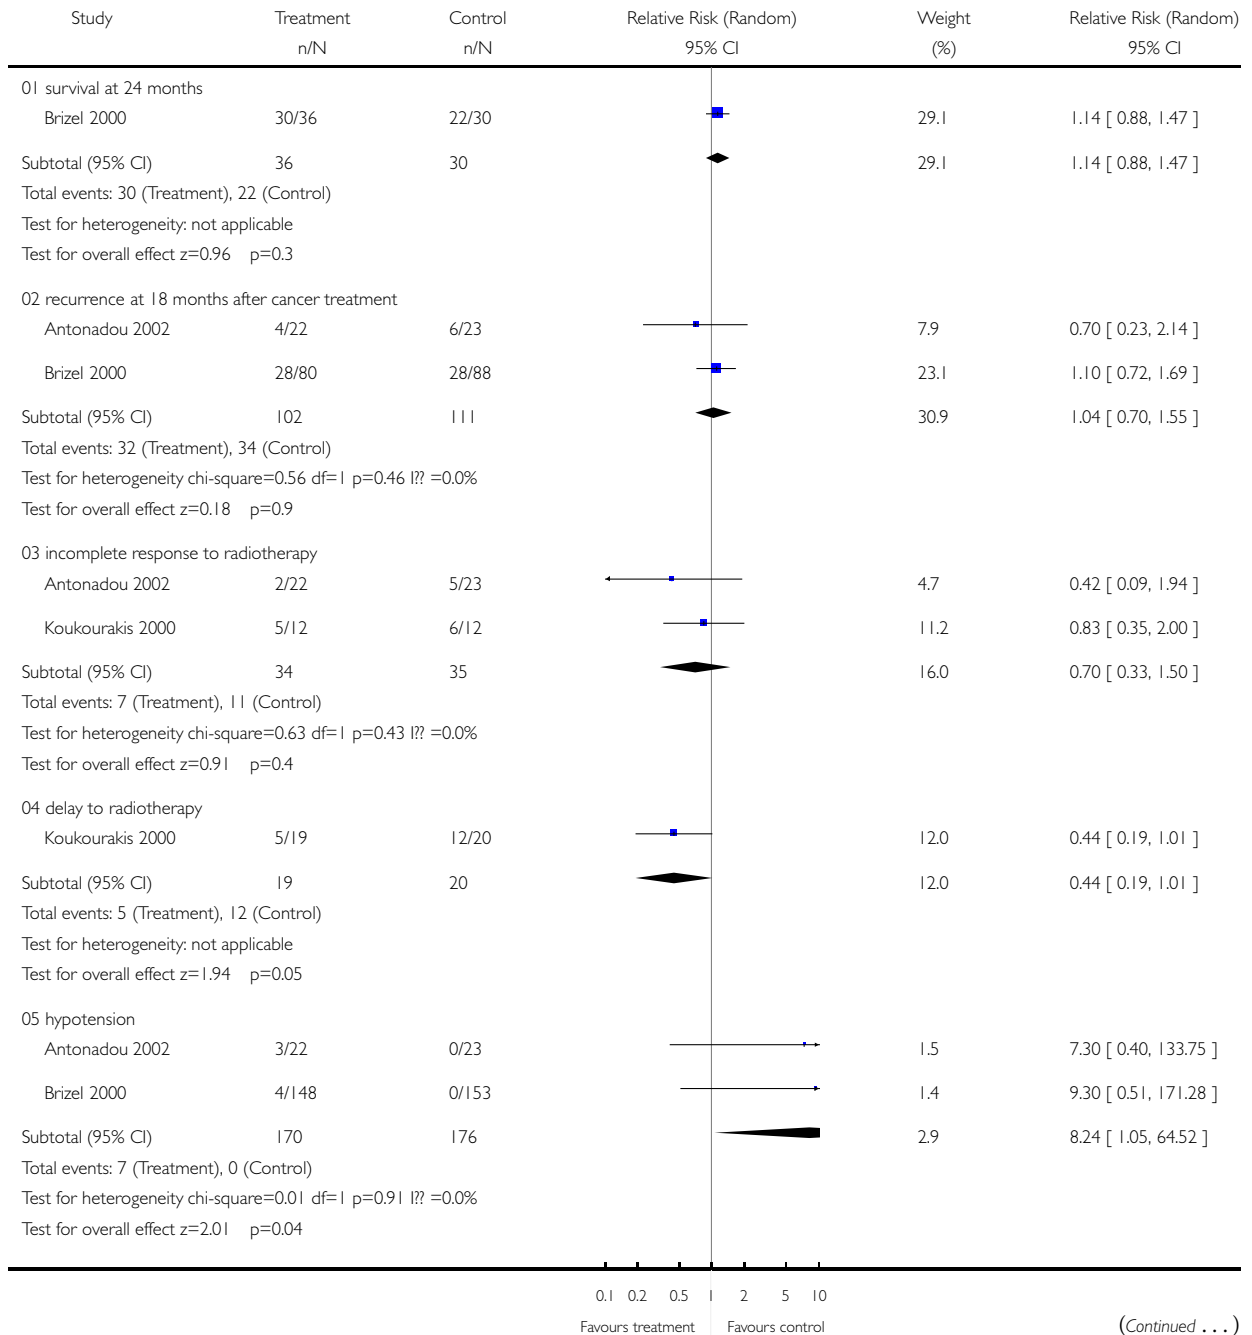 Study Treatment Control Relative Risk (Random) Weight Relative Risk (Random)
n/N n/N 95% CI (%) 95% CI
01 survival at 24 months
Brizel 2000 30/36 22/30 29.1 1.14 [ 0.88, 1.47 ]
Subtotal (95% CI) 36 30 29.1 1.14 [ 0.88, 1.47 ]
Total events: 30 (Treatment), 22 (Control)
Test for heterogeneity: not applicable
Test for overall effect z=0.96 p=0.3
02 recurrence at 18 months after cancer treatment
Antonadou 2002 4/22 6/23 7.9 0.70 [ 0.23, 2.14 ]
Brizel 2000 28/80 28/88 23.1 1.10 [ 0.72, 1.69 ]
Subtotal (95% CI) 102 111 30.9 1.04 [ 0.70, 1.55 ]
Total events: 32 (Treatment), 34 (Control)
Test for heterogeneity chi-square=0.56 df=1 p=0.46 I?? =0.0%
Test for overall effect z=0.18 p=0.9
03 incomplete response to radiotherapy
Antonadou 2002 2/22 5/23 4.7 0.42 [ 0.09, 1.94 ]
Koukourakis 2000 5/12 6/12 11.2 0.83 [ 0.35, 2.00 ]
Subtotal (95% CI) 34 35 16.0 0.70 [ 0.33, 1.50 ]
Total events: 7 (Treatment), 11 (Control)
Test for heterogeneity chi-square=0.63 df=1 p=0.43 I?? =0.0%
Test for overall effect z=0.91 p=0.4
04 delay to radiotherapy
Koukourakis 2000 5/19 12/20 12.0 0.44 [ 0.19, 1.01 ]
Subtotal (95% CI) 19 20 12.0 0.44 [ 0.19, 1.01 ]
Total events: 5 (Treatment), 12 (Control)
Test for heterogeneity: not applicable
Test for overall effect z=1.94 p=0.05
05 hypotension
Antonadou 2002 3/22 0/23 1.5 7.30 [ 0.40, 133.75 ]
Brizel 2000 4/148 0/153 1.4 9.30 [ 0.51, 171.28 ]
Subtotal (95% CI) 170 176 2.9 8.24 [ 1.05, 64.52 ]
Total events: 7 (Treatment), 0 (Control)
Test for heterogeneity chi-square=0.01 df=1 p=0.91 I?? =0.0%
Test for overall effect z=2.01 p=0.04
0.1 0.2 0.5 1 2 5 10
Favours treatment Favours control (Continued . . . )